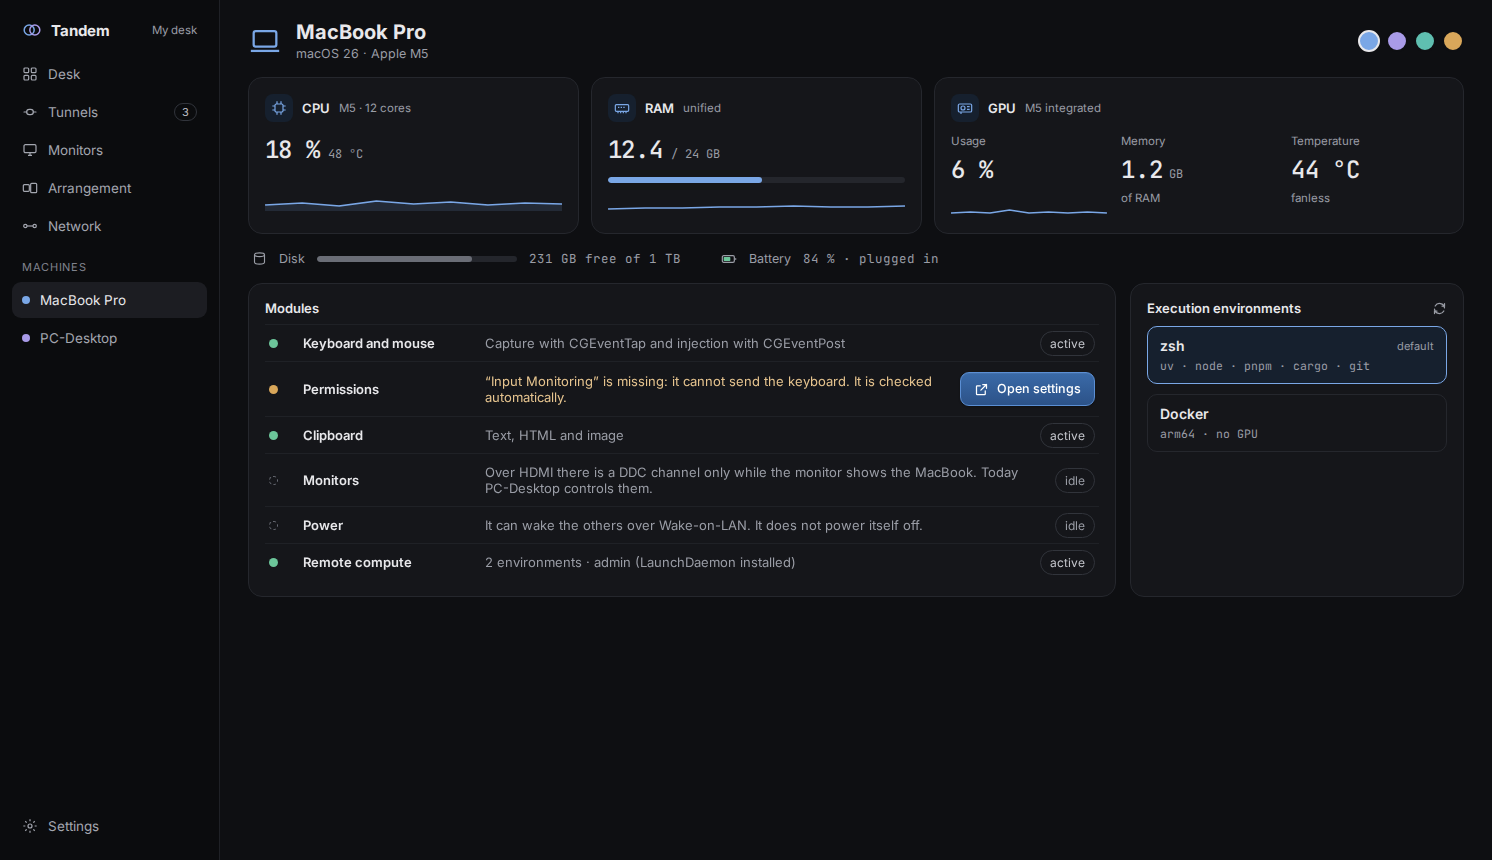 Tandem My desk
Desk
Tunnels 3
Monitors
Arrangement
Network
MACHINES
MacBook Pro
PC-Desktop
Settings
MacBook Pro
macOS 26 · Apple M5
CPU M5 · 12 cores
18 % 48 °C
RAM unified
12.4 / 24 GB
GPU M5 integrated
Usage
6 %
Memory
1.2 GB
of RAM
Temperature
44 °C
fanless
Disk 231 GB free of 1 TB Battery 84 % · plugged in
Modules
Keyboard and mouse Capture with CGEventTap and injection with CGEventPost active
Permissions “Input Monitoring” is missing: it cannot send the keyboard. It is checked
automatically.
Open settings
Clipboard Text, HTML and image active
Monitors Over HDMI there is a DDC channel only while the monitor shows the MacBook. Today
PC-Desktop controls them.
idle
Power It can wake the others over Wake-on-LAN. It does not power itself off. idle
Remote compute 2 environments · admin (LaunchDaemon installed) active
Execution environments
zsh default
uv · node · pnpm · cargo · git
Docker
arm64 · no GPU